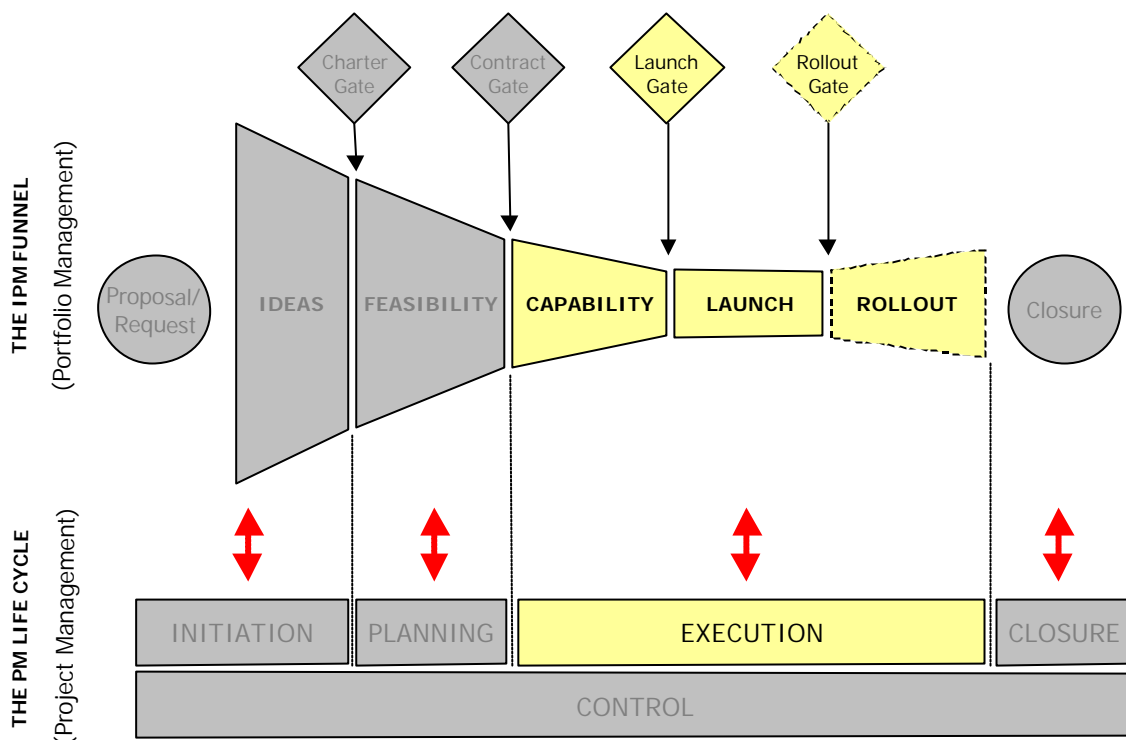 Charter
Gate
Contract
Gate
Launch
Gate
Rollout
Gate
THE IPM FUNNEL
(Portfolio Management)
Proposal/
Request
IDEAS
FEASIBILITY
CAPABILITY
LAUNCH
ROLLOUT
Closure
THE PM LIFE CYCLE
(Project Management)
INITIATION
PLANNING
EXECUTION
CLOSURE
CONTROL